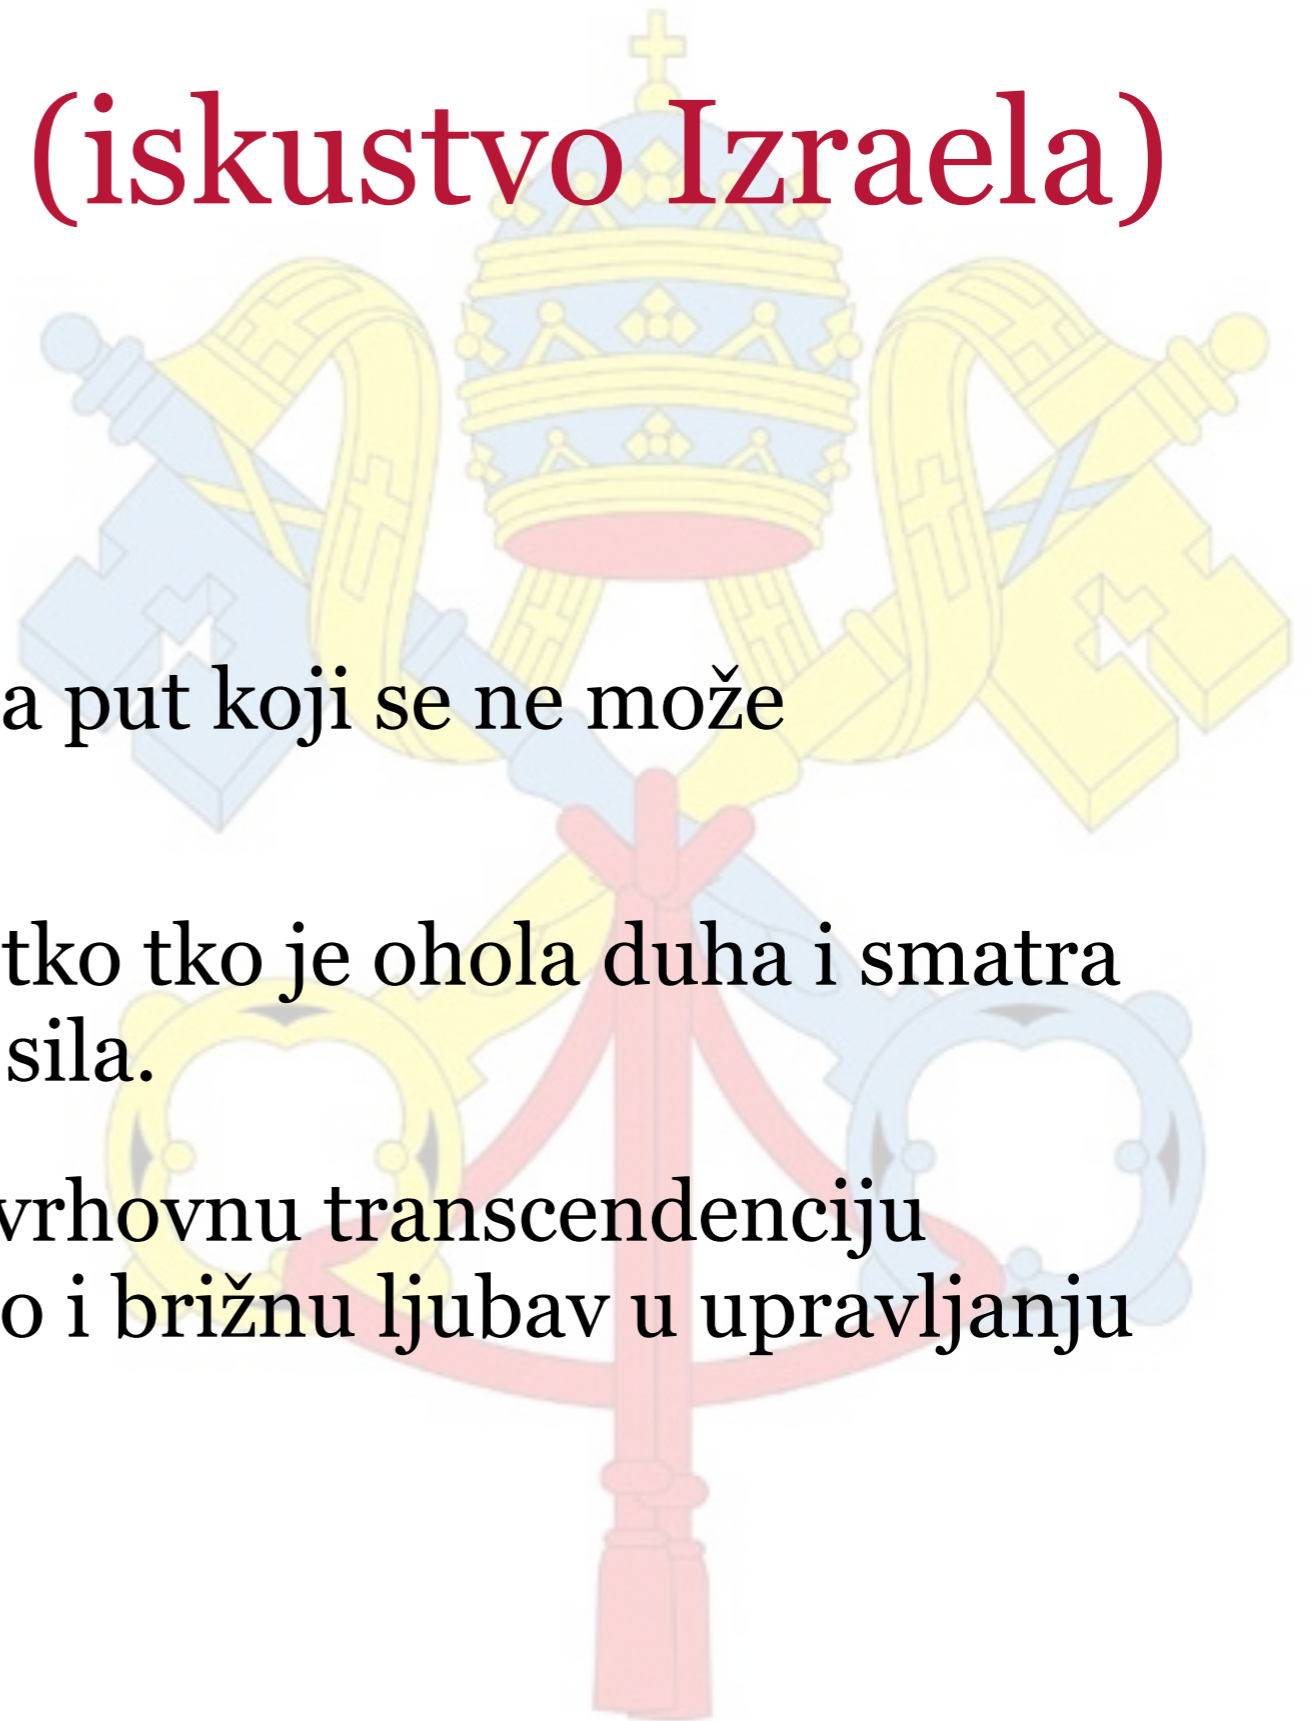 (iskustvo Izraela)
a put koji se ne može
tko tko je ohola duha i smatra
sila.
vrhovnu transcendenciju
o i brižnu ljubav u upravljanju